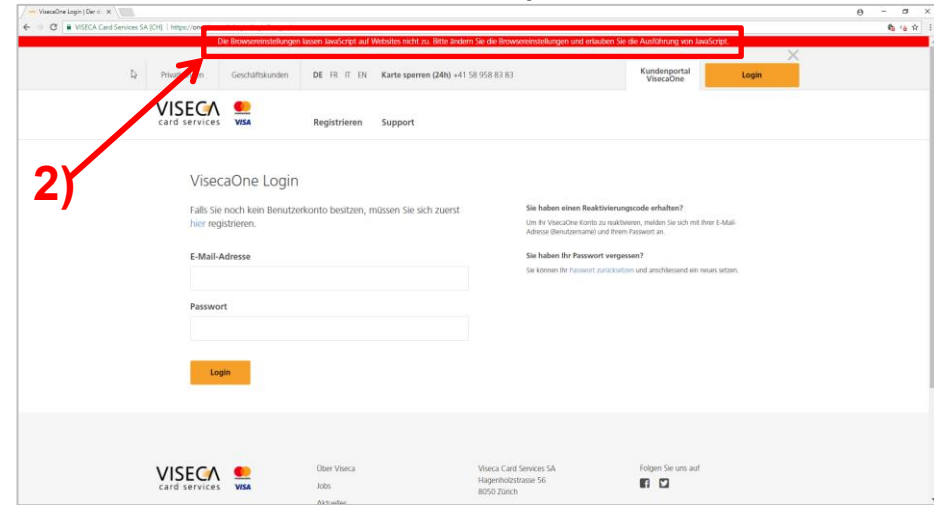 VisecaOne Login | Der
VISECA Card Services SA [CH] | https://one
Die Browsereinstellungen lassen JavaScript auf Websites nicht zu. Bitte ändern Sie die Browsereinstellungen und erlauben Sie die Ausführung von JavaScript.
Geschäftskunden DE FR IT EN Karte sperren (24h) +41 58 958 83 83 Kundenportal
VisecaOne Login
VISECA
card services VISA Registrieren Support
2)
VisecaOne Login
Falls Sie noch kein Benutzerkonto besitzen, müssen Sie sich zuerst
hier registrieren.
Sie haben einen Reaktivierungscode erhalten?
Um Ihr VisecaOne Konto zu reaktivieren, melden Sie sich mit Ihrer E-Mail-
Adresse (Benutzername) und Ihrem Passwort an.
E-Mail-Adresse
Sie haben Ihr Passwort vergessen?
Sie können Ihr Passwort zurücksetzen und anschliessend ein neues setzen.
Passwort
Login
VISECA
card services VISA
Über Viseca
Jobs
Aktuelles
Viseca Card Services SA
Hagenholzstrasse 56
8050 Zürich
Folgen Sie uns auf